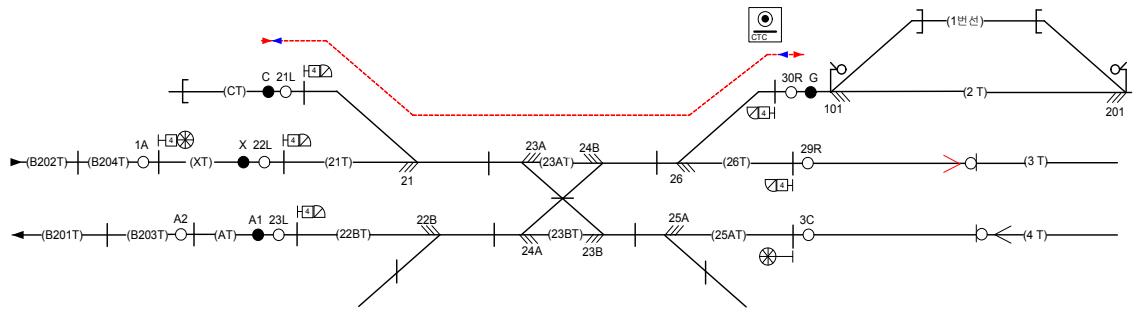 (1번선)
CTC
C 21L
4
(CT)
30R G
4
101
(2 T)
201
1A
4
X 22L
4
23A
24B
(B202T)
(B204T)
(XT)
(21T)
21
(23AT)
26
(26T)
29R
4
(3 T)
A2
A1 23L
4
22B
25A
3C
(B201T)
(B203T)
(AT)
(22BT)
24A
(23BT)
23B
(25AT)
(4 T)